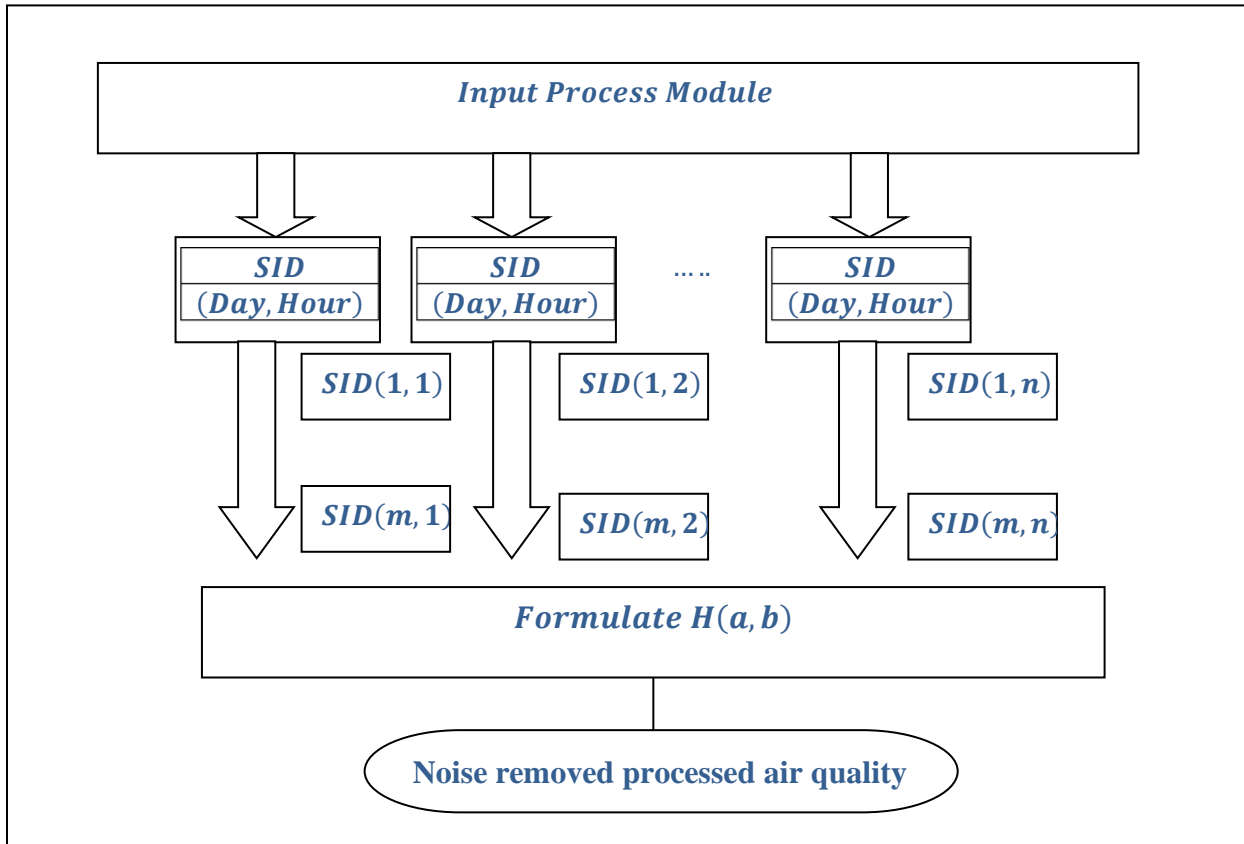 Input Process Module
SID
(Day, Hour)
SID
(Day, Hour)
.... ..
SID
(Day, Hour)
SID(1, 1)
SID(1, 2)
SID(1, n)
SID(m, 1)
SID(m, 2)
SID(m, n)
Formulate H(a, b)
Noise removed processed air quality